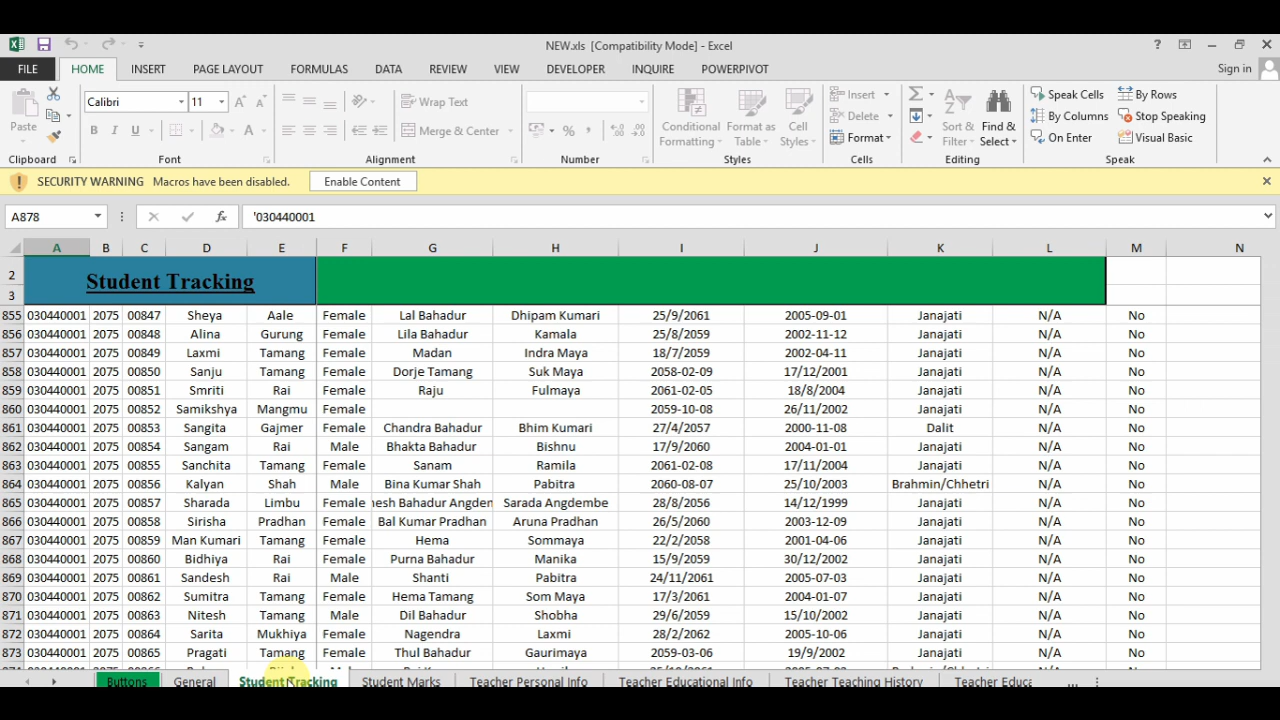 NEW.xls [Compatibility Mode] - Excel
?
FILE HOME INSERT PAGE LAYOUT FORMULAS DATA REVIEW VIEW DEVELOPER INQUIRE POWERPIVOT Sign in
Calibri 11 A A Wrap Text Insert Σ A Z Speak Cells By Rows
Paste Conditional Formatting Format as Table Cell Styles Delete Sort & Filter Find & Select By Columns Stop Speaking
B I U A Merge & Center % , Format On Enter Visual Basic
Clipboard Font Alignment Number Styles Cells Editing Speak
! SECURITY WARNING Macros have been disabled. Enable Content
A878 fx '030440001
A B C D E F G H I J K L M N
2 Student Tracking
3
855 030440001 2075 00847 Sheya Aale Female Lal Bahadur Dhipam Kumari 25/9/2061 2005-09-01 Janajati N/A No
856 030440001 2075 00848 Alina Gurung Female Lila Bahadur Kamala 25/8/2059 2002-11-12 Janajati N/A No
857 030440001 2075 00849 Laxmi Tamang Female Madan Indra Maya 18/7/2059 2002-04-11 Janajati N/A No
858 030440001 2075 00850 Sanju Tamang Female Dorje Tamang Suk Maya 2058-02-09 17/12/2001 Janajati N/A No
859 030440001 2075 00851 Smriti Rai Female Raju Fulmaya 2061-02-05 18/8/2004 Janajati N/A No
860 030440001 2075 00852 Samikshya Mangmu Female 2059-10-08 26/11/2002 Janajati N/A No
861 030440001 2075 00853 Sangita Gajmer Female Chandra Bahadur Bhim Kumari 27/4/2057 2000-11-08 Dalit N/A No
862 030440001 2075 00854 Sangam Rai Male Bhakta Bahadur Bishnu 17/9/2060 2004-01-01 Janajati N/A No
863 030440001 2075 00855 Sanchita Tamang Female Sanam Ramila 2061-02-08 17/11/2004 Janajati N/A No
864 030440001 2075 00856 Kalyan Shah Male Bina Kumar Shah Pabitra 2060-08-07 25/10/2003 Brahmin/Chhetri N/A No
865 030440001 2075 00857 Sharada Limbu Female nesh Bahadur Angden Sarada Angdembe 28/8/2056 14/12/1999 Janajati N/A No
866 030440001 2075 00858 Sirisha Pradhan Female Bal Kumar Pradhan Aruna Pradhan 26/5/2060 2003-12-09 Janajati N/A No
867 030440001 2075 00859 Man Kumari Tamang Female Hema Sommaya 22/2/2058 2001-04-06 Janajati N/A No
868 030440001 2075 00860 Bidhiya Rai Female Purna Bahadur Manika 15/9/2059 30/12/2002 Janajati N/A No
869 030440001 2075 00861 Sandesh Rai Male Shanti Pabitra 24/11/2061 2005-07-03 Janajati N/A No
870 030440001 2075 00862 Sumitra Tamang Female Hema Tamang Som Maya 17/3/2061 2004-01-07 Janajati N/A No
871 030440001 2075 00863 Nitesh Tamang Male Dil Bahadur Shobha 29/6/2059 15/10/2002 Janajati N/A No
872 030440001 2075 00864 Sarita Mukhiya Female Nagendra Laxmi 28/2/2062 2005-10-06 Janajati N/A No
873 030440001 2075 00865 Pragati Tamang Female Thul Bahadur Gaurimaya 2059-03-06 19/9/2002 Janajati N/A No
Buttons General Student Tracking Student Marks Teacher Personal Info Teacher Educational Info Teacher Teaching History Teacher Educa ...